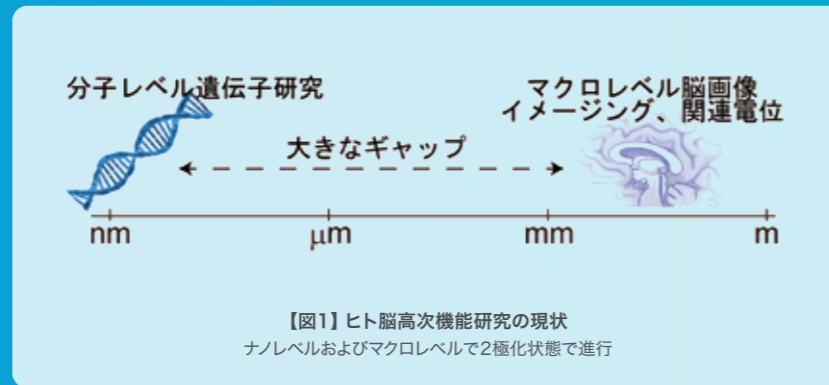 分子レベル遺伝子研究
マクロレベル脳画像
イメージング、関連電位
大きなギャップ
nm
μm
mm
m
【図1】ヒト脳高次機能研究の現状
ナノレベルおよびマクロレベルで2極化状態で進行